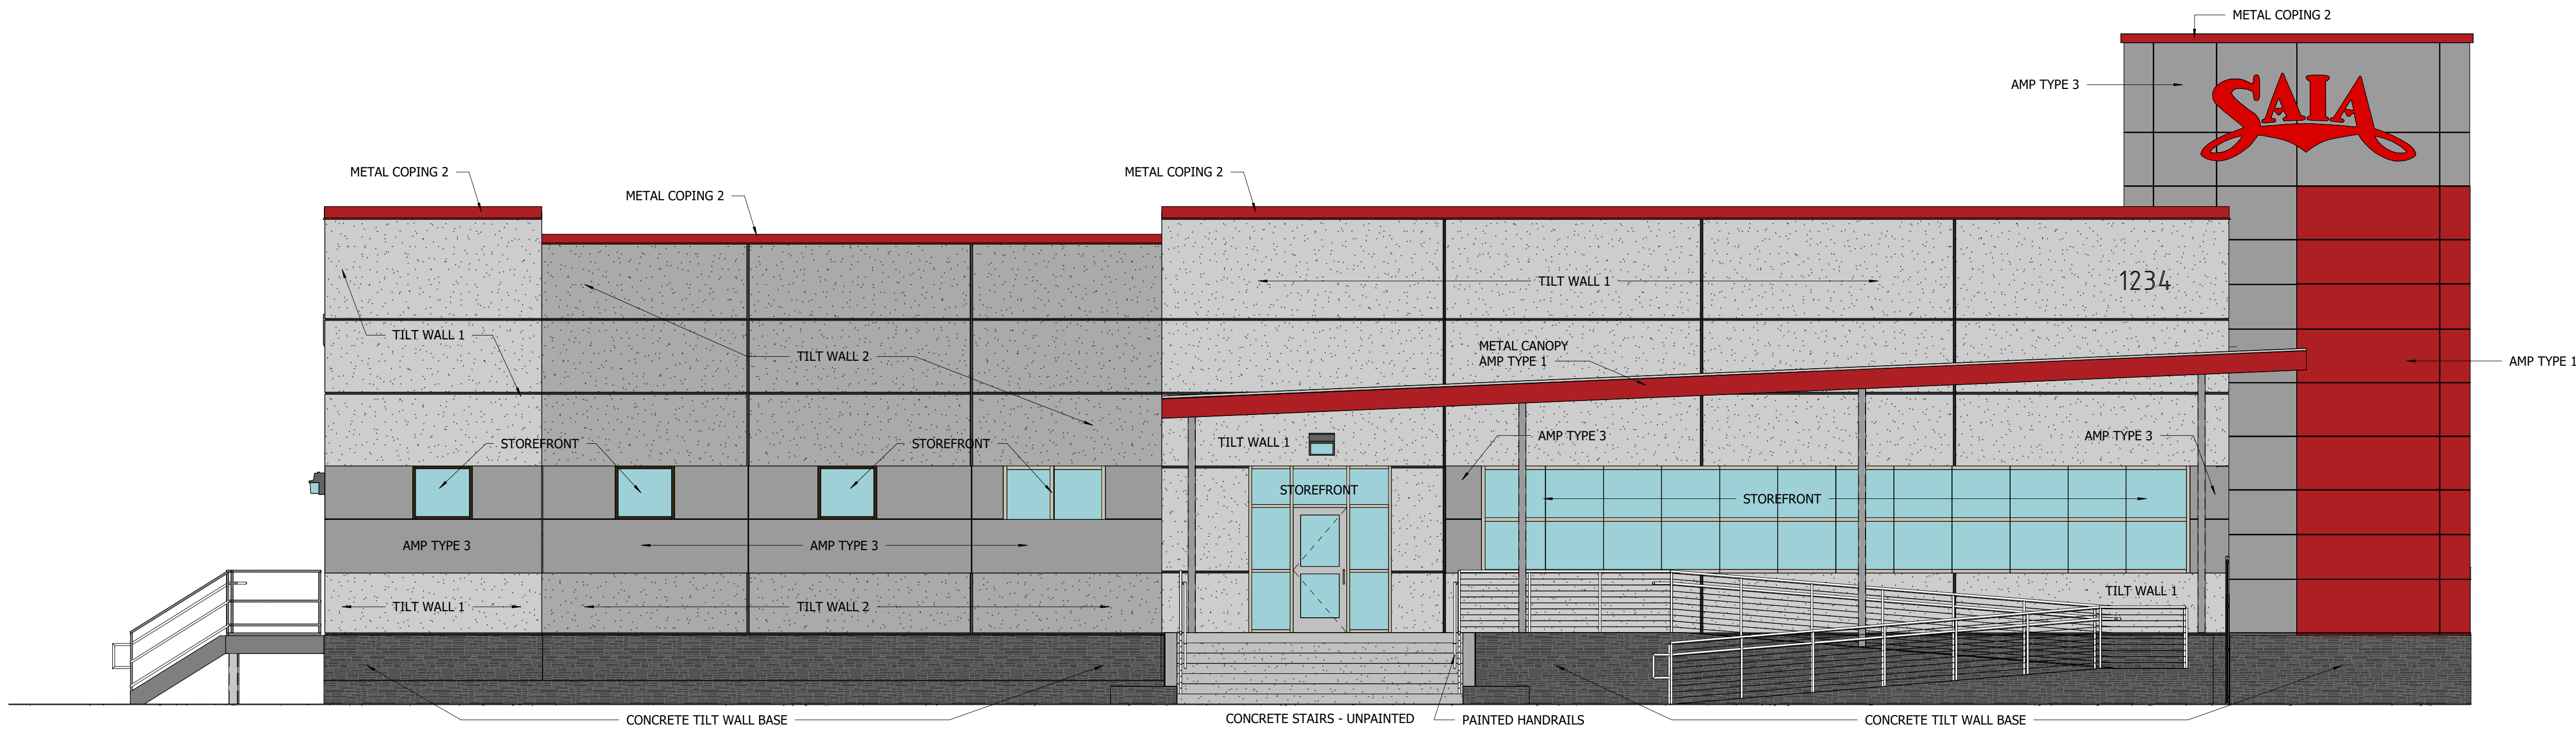 METAL COPING 2
AMP TYPE 3
SAIA
METAL COPING 2
METAL COPING 2
METAL COPING 2
TILT WALL 1
1234
TILT WALL 1
TILT WALL 2
METAL CANOPY
AMP TYPE 1
AMP TYPE 1
STOREFRONT
STOREFRONT
TILT WALL 1
AMP TYPE 3
AMP TYPE 3
STOREFRONT
STOREFRONT
AMP TYPE 3
AMP TYPE 3
TILT WALL 1
TILT WALL 1
TILT WALL 2
CONCRETE TILT WALL BASE
CONCRETE STAIRS - UNPAINTED
PAINTED HANDRAILS
CONCRETE TILT WALL BASE